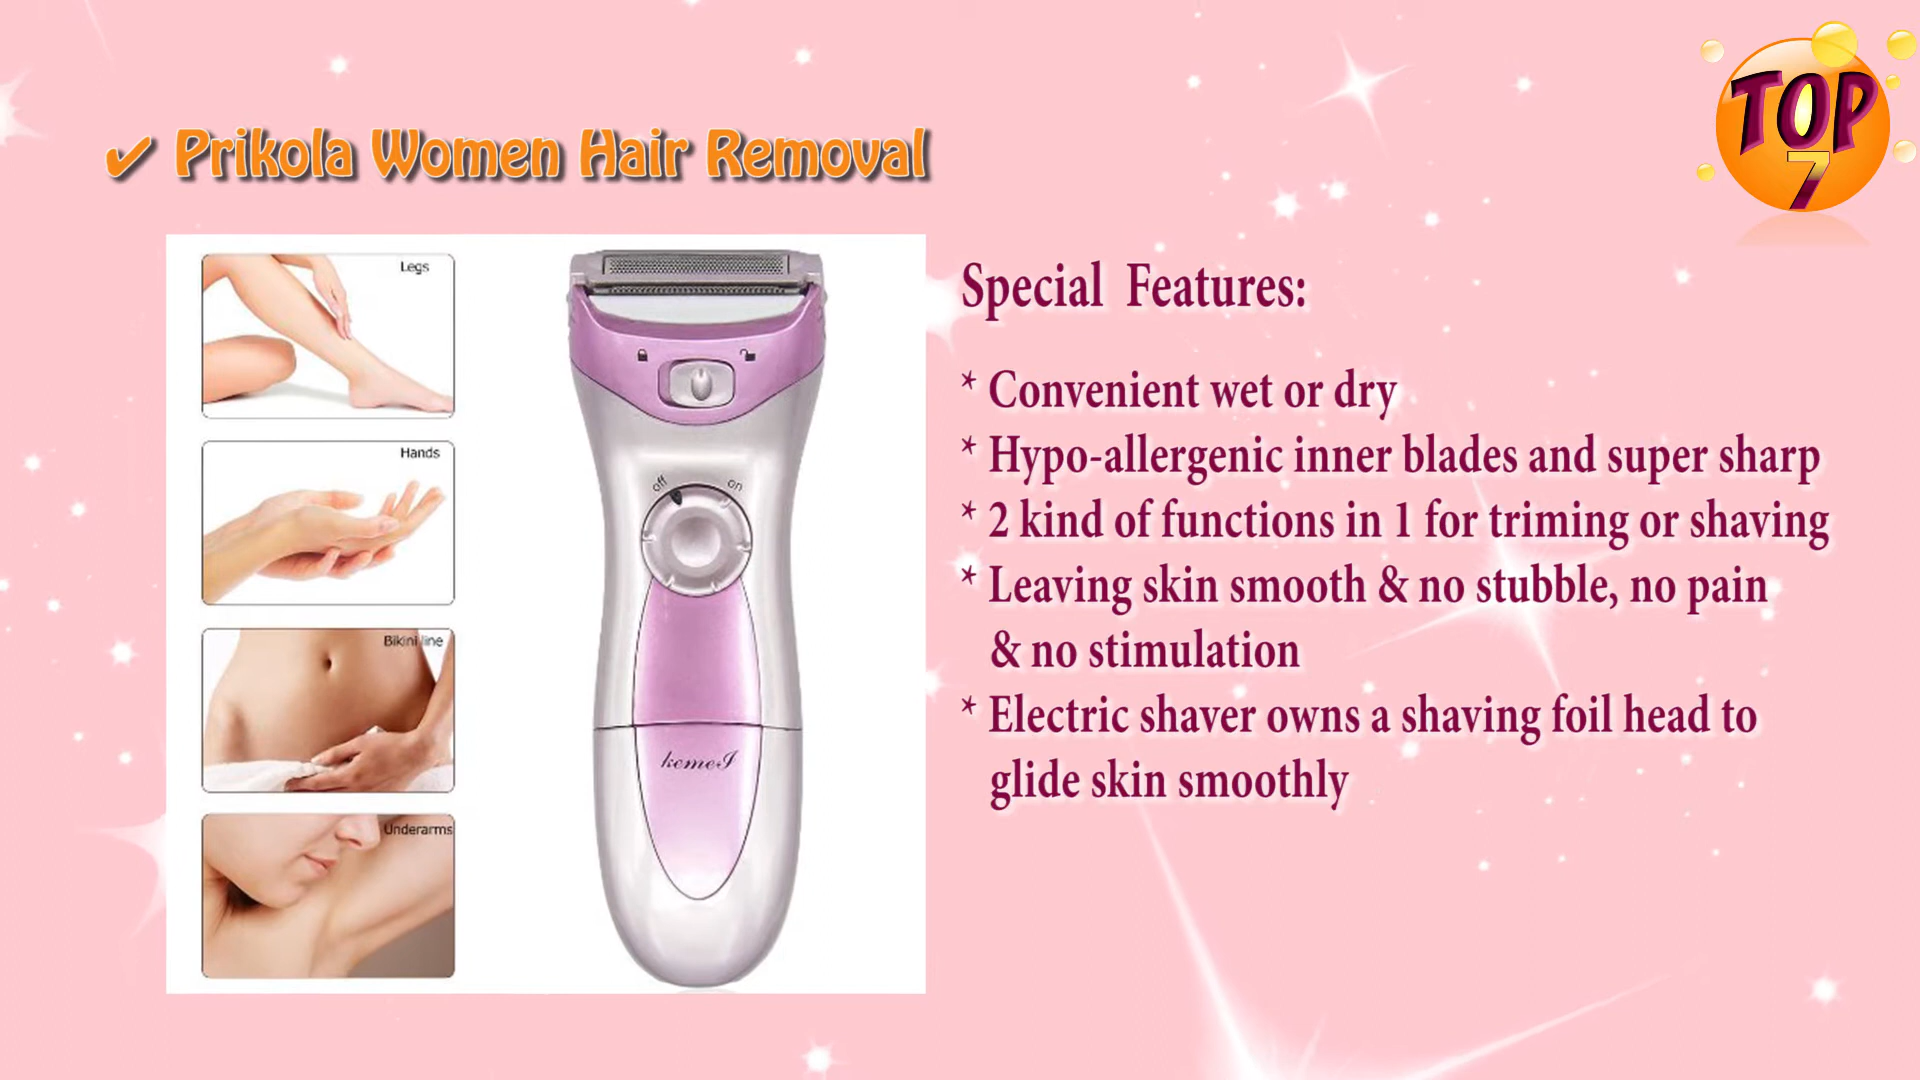 TOP
7
✔ Prikola Women Hair Removal
Legs
Hands
Bikini line
Underarms
off
on
kemei
Special Features:
* Convenient wet or dry
* Hypo-allergenic inner blades and super sharp
* 2 kind of functions in 1 for triming or shaving
* Leaving skin smooth & no stubble, no pain
& no stimulation
* Electric shaver owns a shaving foil head to
glide skin smoothly